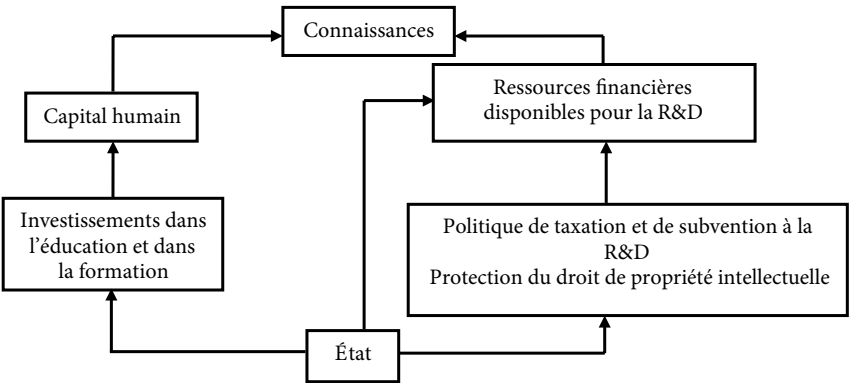 Connaissances
Ressources financières
disponibles pour la R&D
Capital humain
Investissements dans
l'éducation et dans
la formation
Politique de taxation et de subvention à la
R&D
Protection du droit de propriété intellectuelle
État